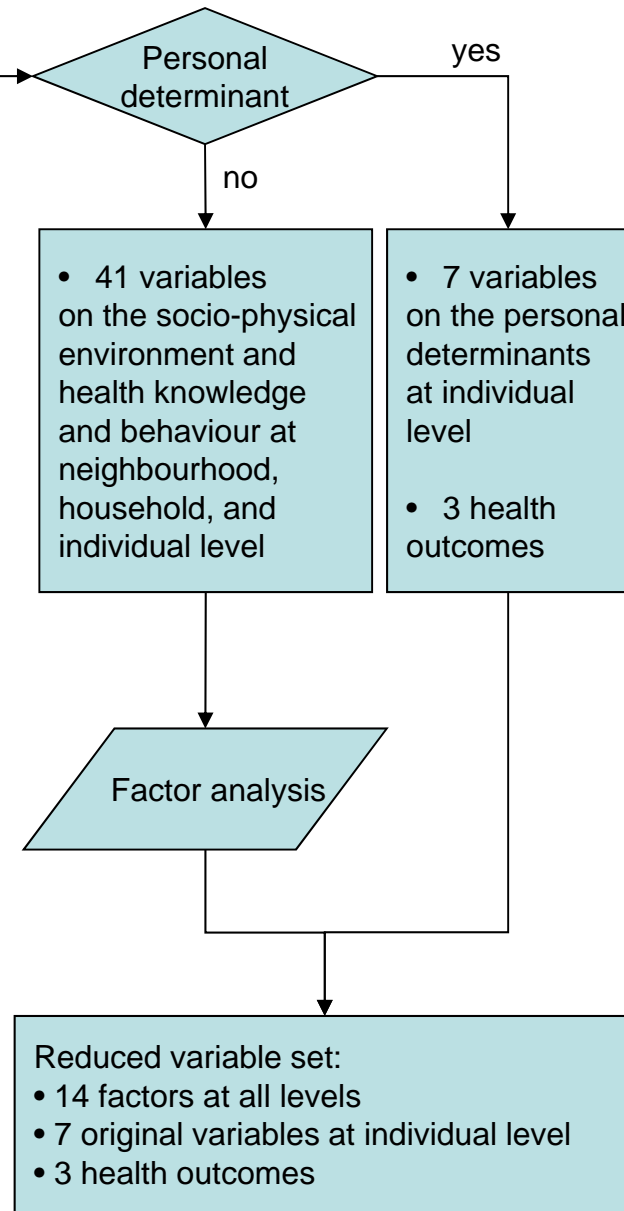 Personal
determinant
yes
no
• 41 variables
on the socio-physical
environment and
health knowledge
and behaviour at
neighbourhood,
household, and
individual level
• 7 variables
on the personal
determinants
at individual
level
• 3 health
outcomes
Factor analysis
Reduced variable set:
• 14 factors at all levels
• 7 original variables at individual level
• 3 health outcomes